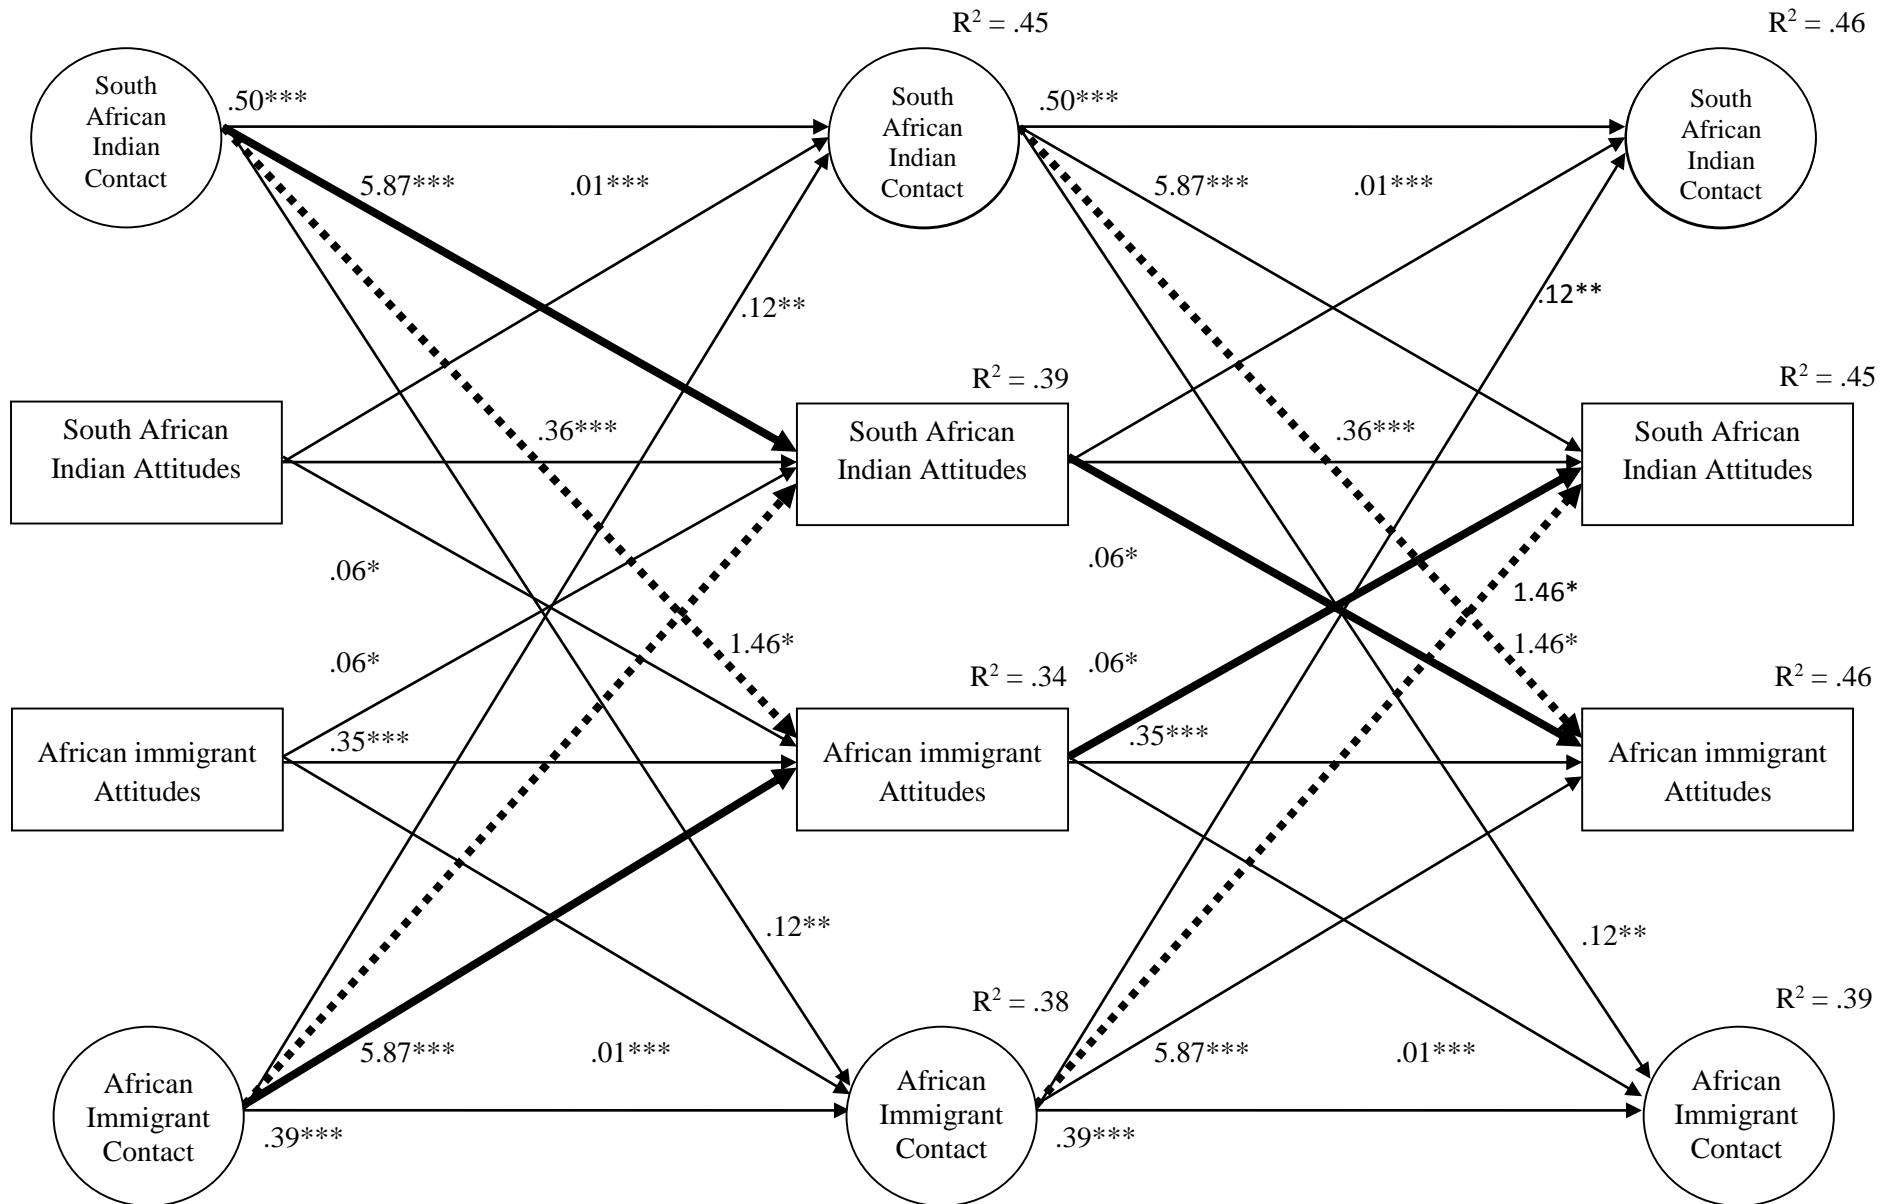 R² = .45
R² = .46
South
African
Indian
Contact
.50***
South
African
Indian
Contact
.50***
South
African
Indian
Contact
5.87***
.01***
5.87***
.01***
.12**
.12**
R² = .39
R² = .45
South African
Indian Attitudes
.36***
South African
Indian Attitudes
.36***
South African
Indian Attitudes
.06*
.06*
1.46*
.06*
1.46*
.06*
1.46*
R² = .34
R² = .46
African immigrant
Attitudes
.35***
African immigrant
Attitudes
.35***
African immigrant
Attitudes
.12**
.12**
R² = .38
R² = .39
5.87***
.01***
5.87***
.01***
African
Immigrant
Contact
.39***
African
Immigrant
Contact
.39***
African
Immigrant
Contact